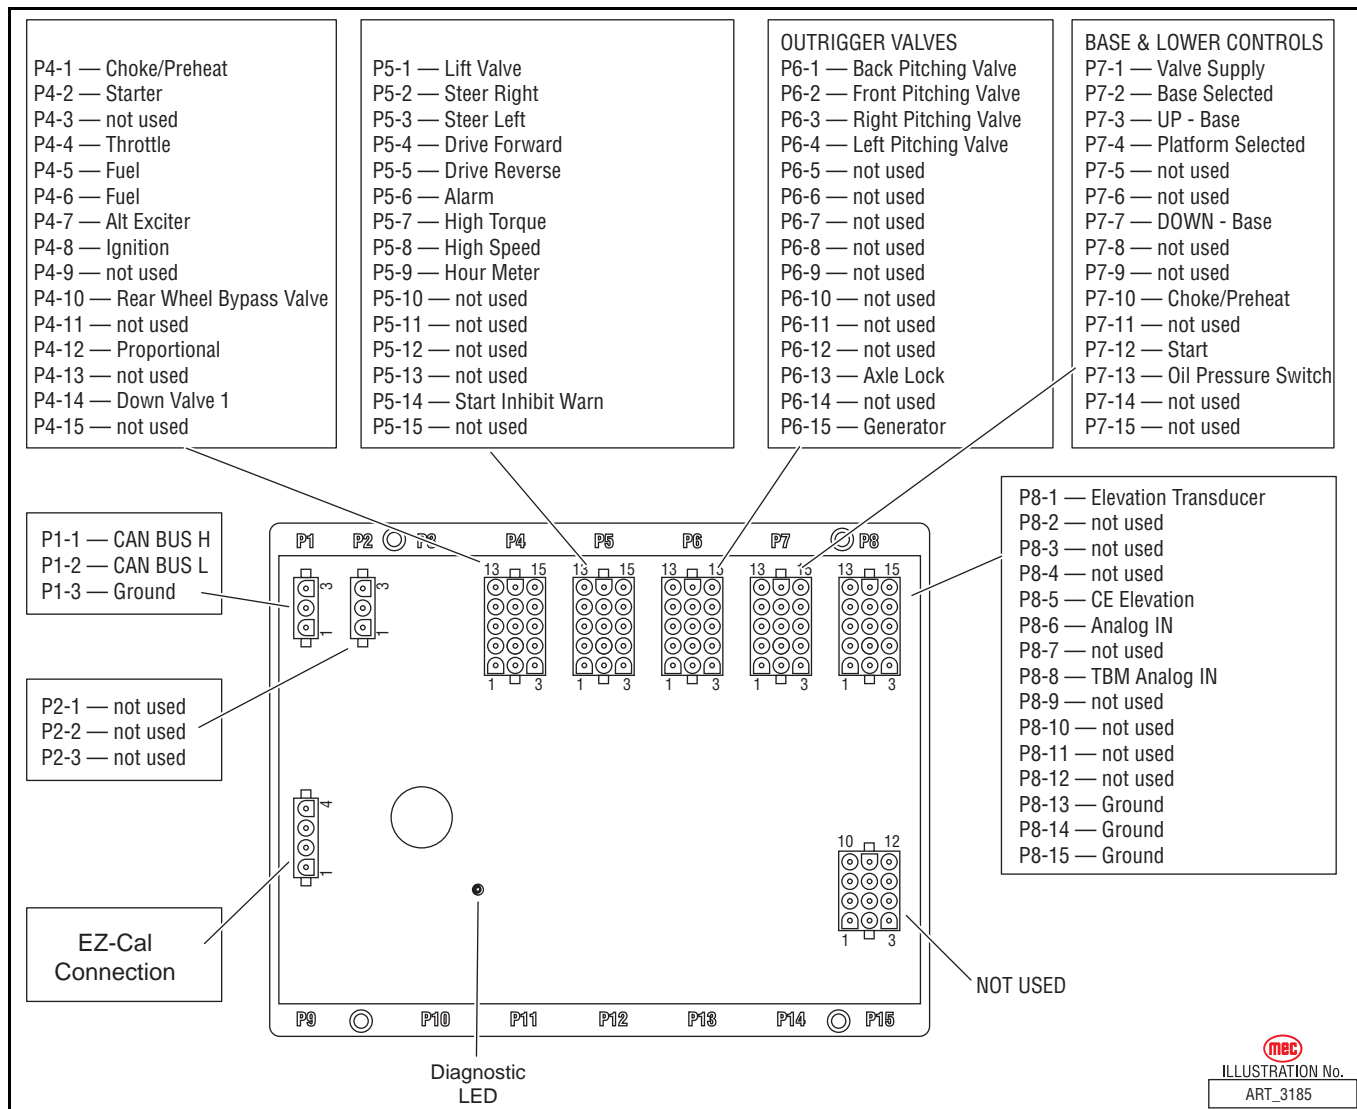 P4-1 — Choke/Preheat
P4-2 — Starter
P4-3 — not used
P4-4 — Throttle
P4-5 — Fuel
P4-6 — Fuel
P4-7 — Alt Exciter
P4-8 — Ignition
P4-9 — not used
P4-10 — Rear Wheel Bypass Valve
P4-11 — not used
P4-12 — Proportional
P4-13 — not used
P4-14 — Down Valve 1
P4-15 — not used
P5-1 — Lift Valve
P5-2 — Steer Right
P5-3 — Steer Left
P5-4 — Drive Forward
P5-5 — Drive Reverse
P5-6 — Alarm
P5-7 — High Torque
P5-8 — High Speed
P5-9 — Hour Meter
P5-10 — not used
P5-11 — not used
P5-12 — not used
P5-13 — not used
P5-14 — Start Inhibit Warn
P5-15 — not used
OUTRIGGER VALVES
P6-1 — Back Pitching Valve
P6-2 — Front Pitching Valve
P6-3 — Right Pitching Valve
P6-4 — Left Pitching Valve
P6-5 — not used
P6-6 — not used
P6-7 — not used
P6-8 — not used
P6-9 — not used
P6-10 — not used
P6-11 — not used
P6-12 — not used
P6-13 — Axle Lock
P6-14 — not used
P6-15 — Generator
BASE & LOWER CONTROLS
P7-1 — Valve Supply
P7-2 — Base Selected
P7-3 — UP - Base
P7-4 — Platform Selected
P7-5 — not used
P7-6 — not used
P7-7 — DOWN - Base
P7-8 — not used
P7-9 — not used
P7-10 — Choke/Preheat
P7-11 — not used
P7-12 — Start
P7-13 — Oil Pressure Switch
P7-14 — not used
P7-15 — not used
P1-1 — CAN BUS H
P1-2 — CAN BUS L
P1-3 — Ground
P2-1 — not used
P2-2 — not used
P2-3 — not used
EZ-Cal
Connection
P8-1 — Elevation Transducer
P8-2 — not used
P8-3 — not used
P8-4 — not used
P8-5 — CE Elevation
P8-6 — Analog IN
P8-7 — not used
P8-8 — TBM Analog IN
P8-9 — not used
P8-10 — not used
P8-11 — not used
P8-12 — not used
P8-13 — Ground
P8-14 — Ground
P8-15 — Ground
P1 P2 P3 P4 P5 P6 P7 P8
3 3 13 15 13 15 13 15 13 15 13 15
1 1 1 3 1 3 1 3 1 3 1 3
4
1
10 12
1 3
NOT USED
P9 P10 P11 P12 P13 P14 P15
Diagnostic
LED
mec
ILLUSTRATION No.
ART_3185